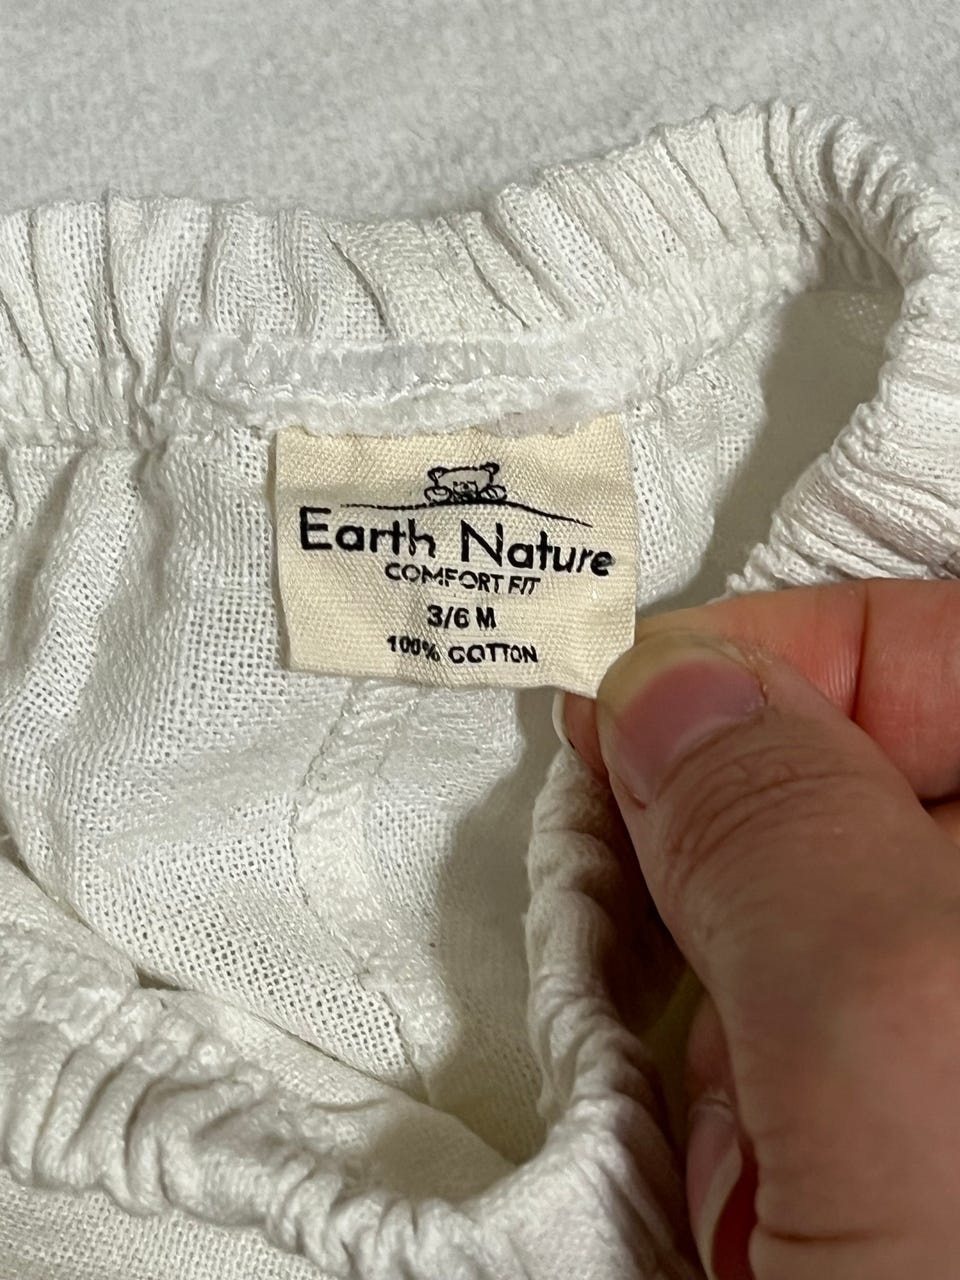 Earth Nature
COMFORT FIT
3/6 M
100% COTTON